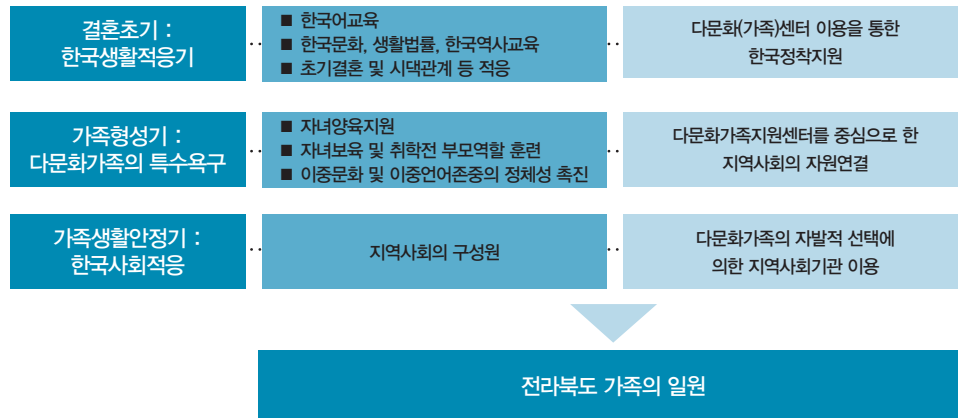 결혼초기 :
한국생활적응기
■ 한국어교육
■ 한국문화, 생활법률, 한국역사교육
■ 초기결혼 및 시댁관계 등 적응
다문화(가족)센터 이용을 통한
한국정착지원
가족형성기 :
다문화가족의 특수욕구
■ 자녀양육지원
■ 자녀보육 및 취학전 부모역할 훈련
■ 이중문화 및 이중언어존중의 정체성 촉진
다문화가족지원센터를 중심으로 한
지역사회의 자원연결
가족생활안정기 :
한국사회적응
지역사회의 구성원
다문화가족의 자발적 선택에
의한 지역사회기관 이용
전라북도 가족의 일원